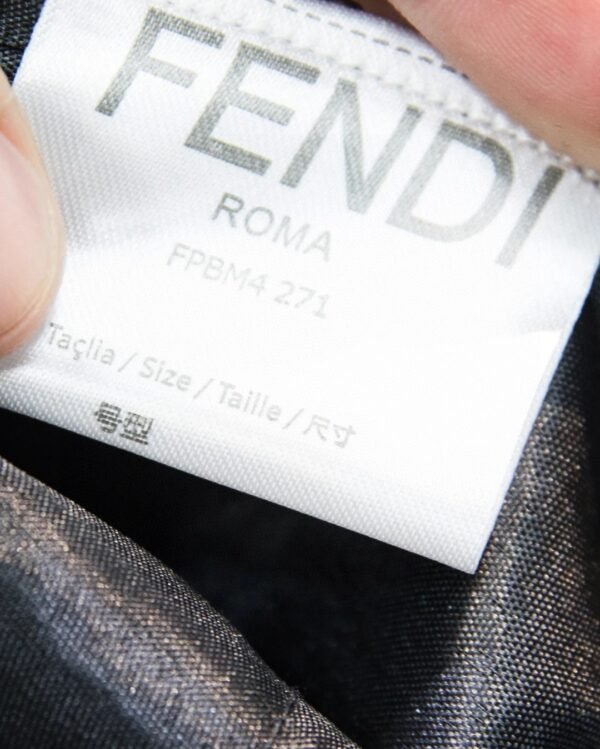 FENDI
ROMA
FPBM4 271
Taçlia / Size / Taille / 尺寸
号型